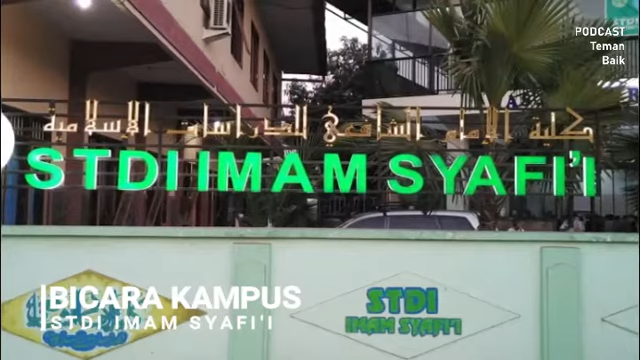 PODCAST
Teman
Baik
كلية الإمام الشافعي للدراسات الإسلامية
STDI IMAM SYAFI'I
BICARA KAMPUS
STDI IMAM SYAFI'I
STDI
IMAM SYAFI'I